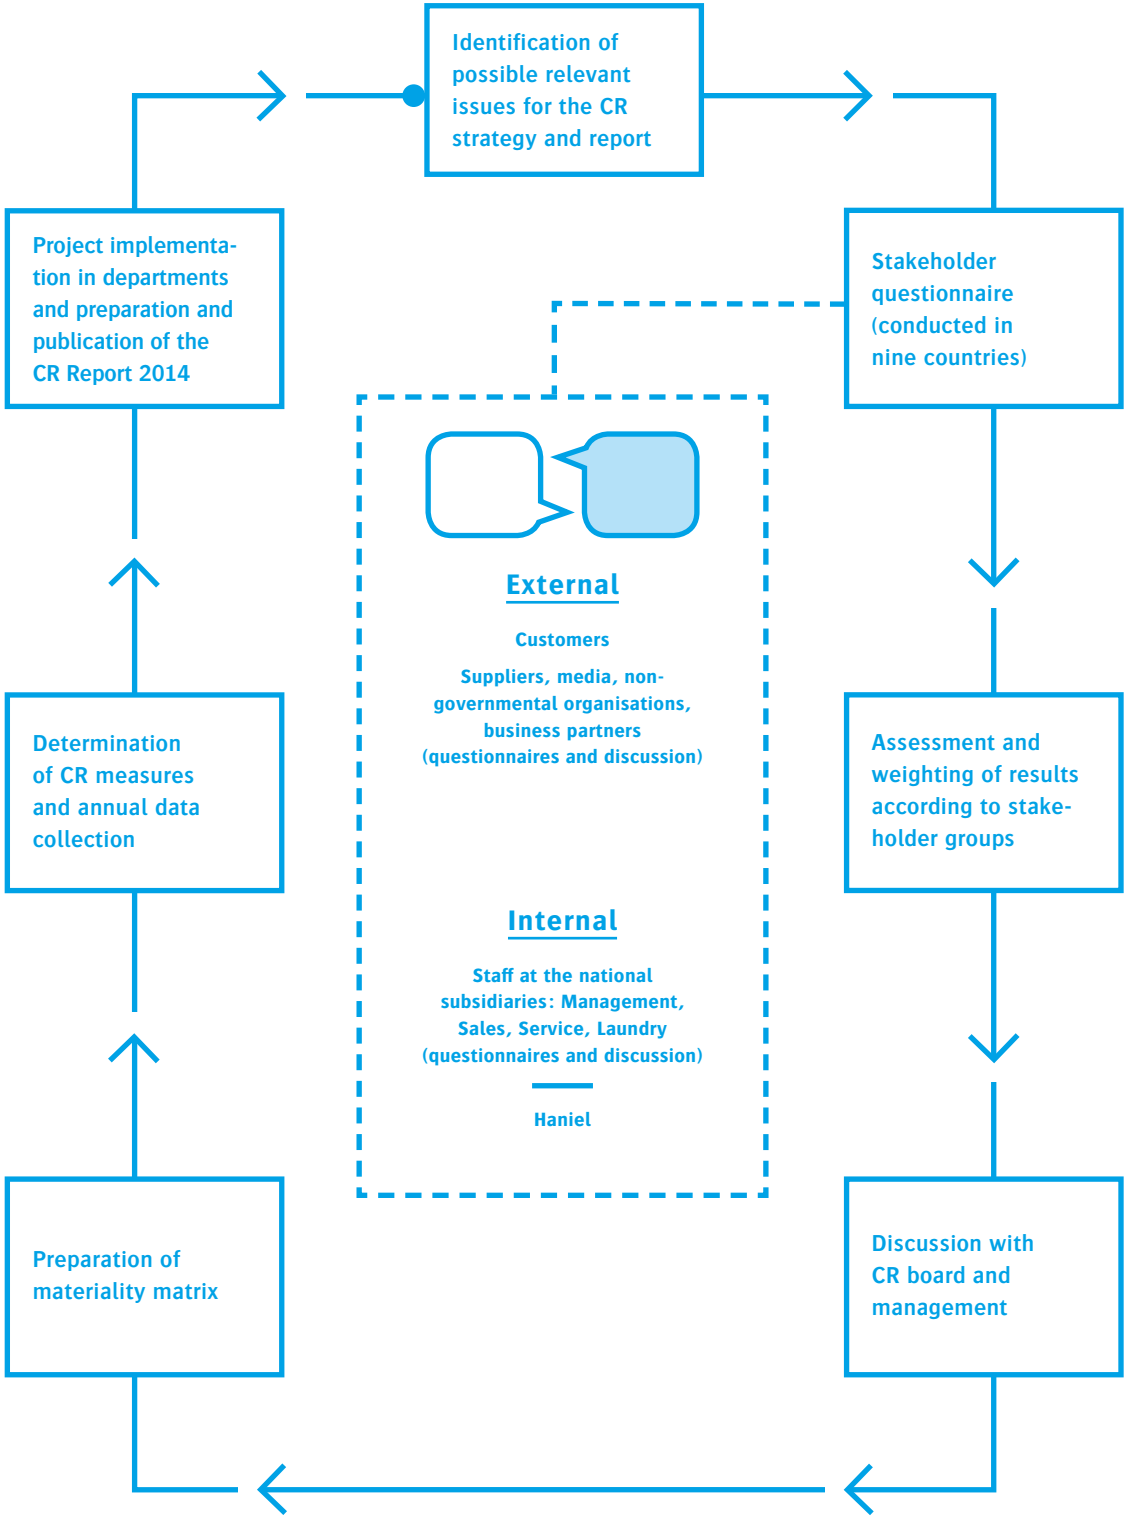 Identification of
possible relevant
issues for the CR
strategy and report
Stakeholder
questionnaire
(conducted in
nine countries)
Assessment and
weighting of results
according to stake-
holder groups
Discussion with
CR board and
management
Preparation of
materiality matrix
Determination
of CR measures
and annual data
collection
Project implementa-
tion in departments
and preparation and
publication of the
CR Report 2014
External
Customers
Suppliers, media, non-
governmental organisations,
business partners
(questionnaires and discussion)
Internal
Staff at the national
subsidiaries: Management,
Sales, Service, Laundry
(questionnaires and discussion)
Haniel